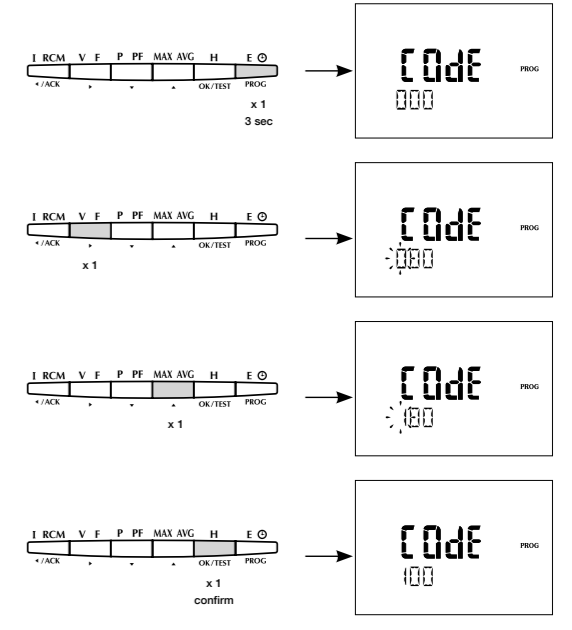 I RCM V F P PF MAX AVG H E
/ACK OK/TEST PROG
x 1
3 sec
COdE PROG
000
I RCM V F P PF MAX AVG H E
/ACK OK/TEST PROG
x 1
COdE PROG
000
I RCM V F P PF MAX AVG H E
/ACK OK/TEST PROG
x 1
COdE PROG
100
I RCM V F P PF MAX AVG H E
/ACK OK/TEST PROG
x 1
confirm
COdE PROG
100